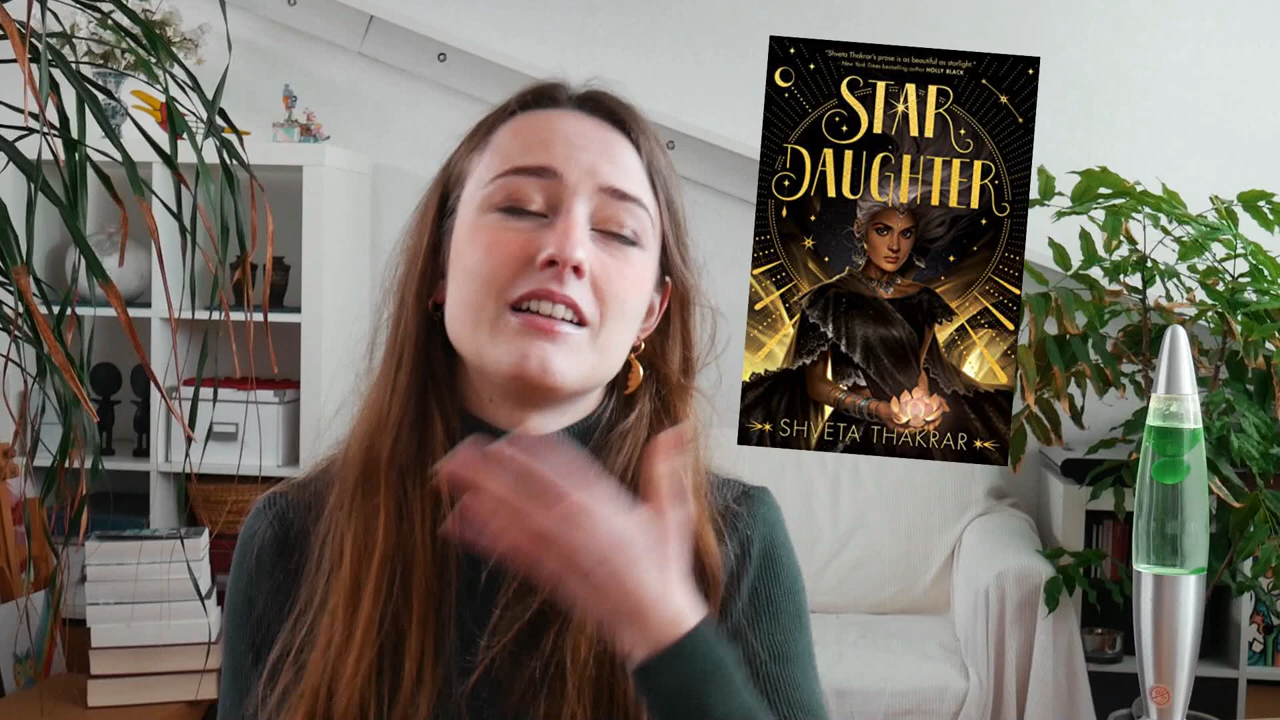 "Shveta Thakrar's prose is as beautiful as starlight."
- New York Times bestselling author HOLLY BLACK
STAR
DAUGHTER
SHVETA THAKRAR